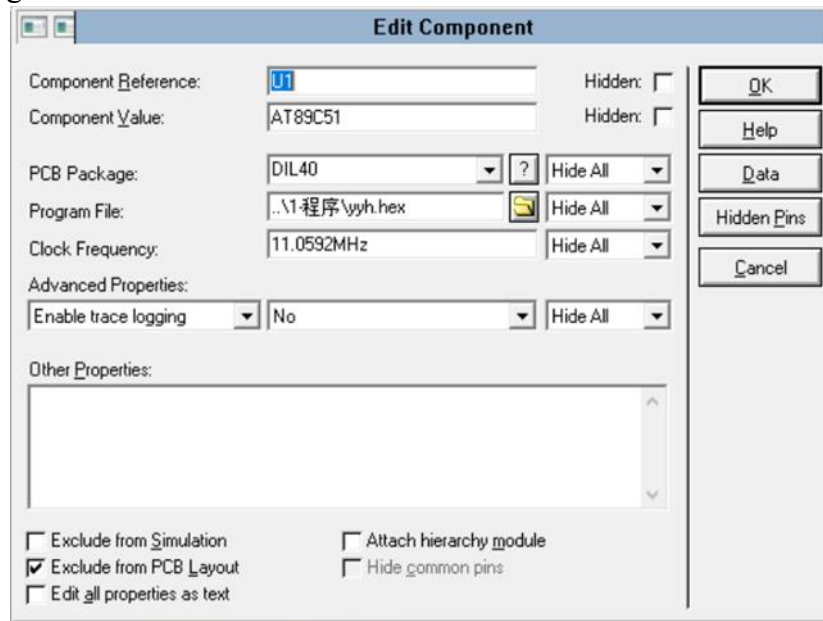 Edit Component
Component Reference: U1 Hidden: OK
Component Value: AT89C51 Hidden: Help
PCB Package: DIL40 ? Hide All Data
Program File: ..\1-程序\yyh.hex Hide All Hidden Pins
Clock Frequency: 11.0592MHz Hide All Cancel
Advanced Properties:
Enable trace logging No Hide All
Other Properties:
Exclude from Simulation Attach hierarchy module
Exclude from PCB Layout Hide common pins
Edit all properties as text